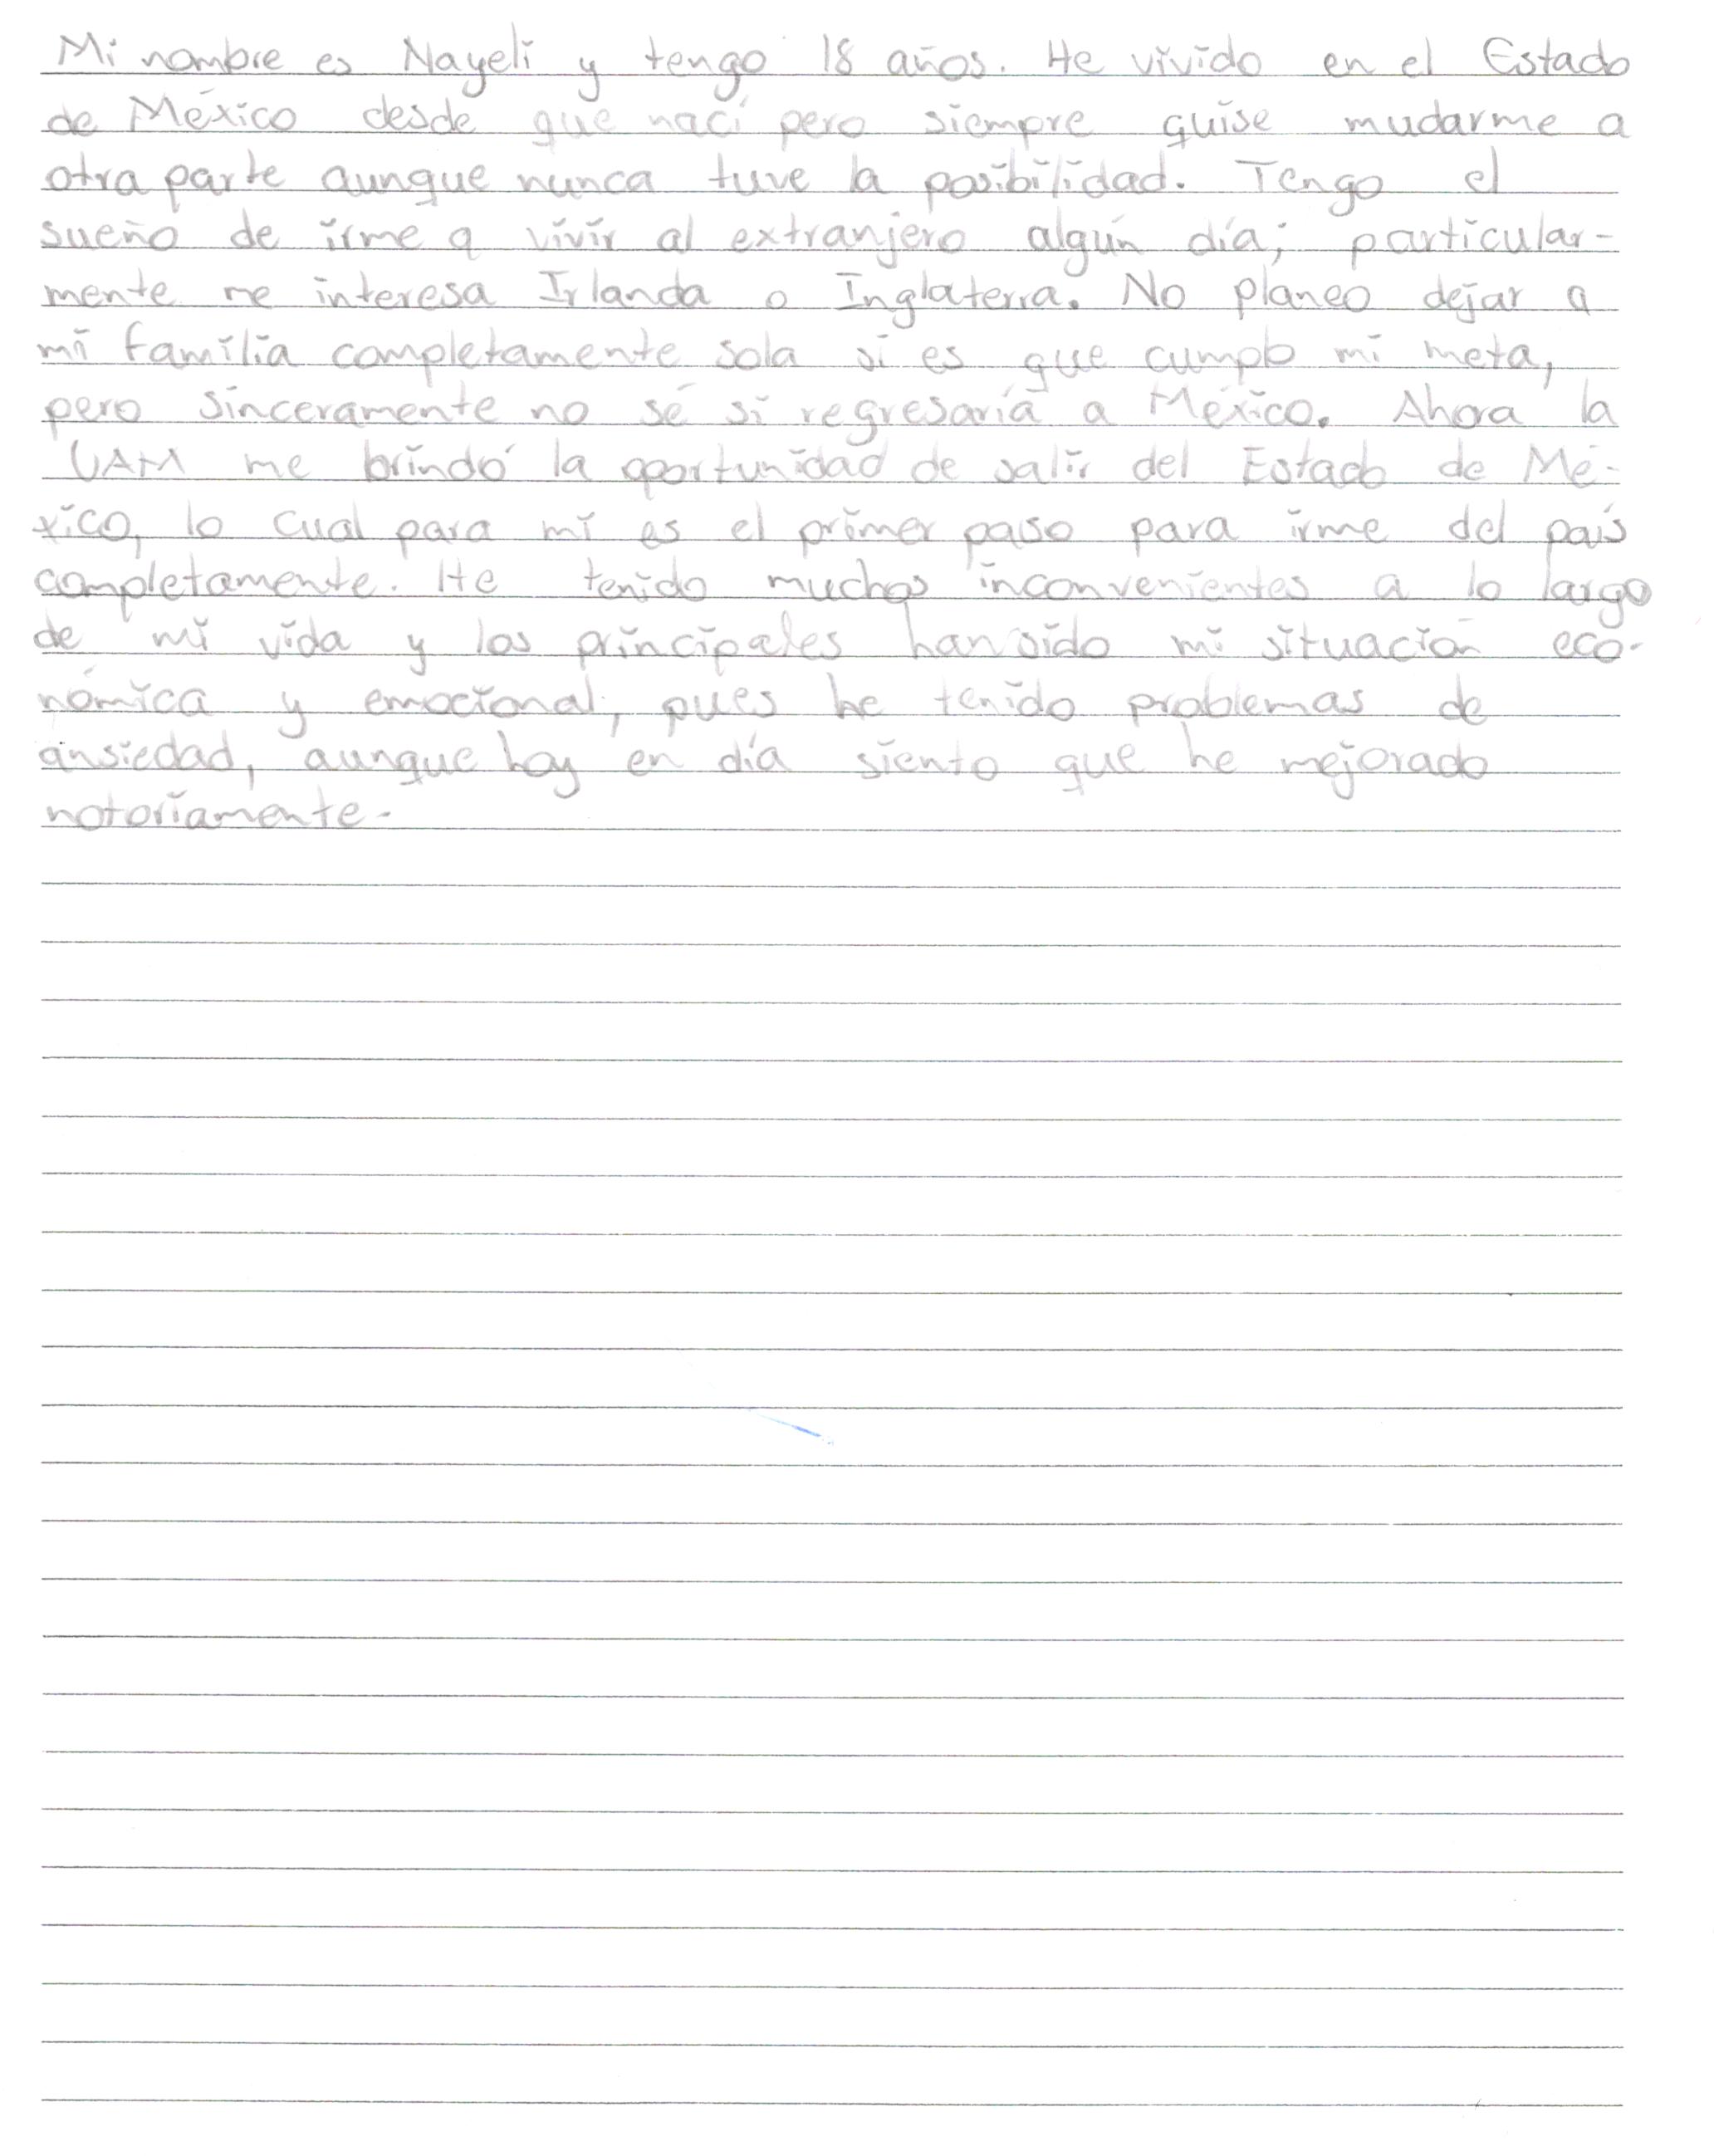 Mi nombre es Nayeli y tengo 18 años. He vivido en el Estado
de México desde que nací pero siempre quise mudarme a
otra parte aunque nunca tuve la posibilidad. Tengo el
sueño de irme a vivir al extranjero algún día; particular-
mente me interesa Irlanda o Inglaterra. No planeo dejar a
mi familia completamente sola si es que cumplo mi meta,
pero sinceramente no sé si regresaría a México. Ahora la
UAM me brindó la oportunidad de salir del Estado de Mé-
xico, lo cual para mí es el primer paso para irme del país
completamente. He tenido muchos inconvenientes a lo largo
de mi vida y los principales han sido mi situación eco-
nómica y emocional, pues he tenido problemas de
ansiedad, aunque hoy en día siento que he mejorado
notoriamente.